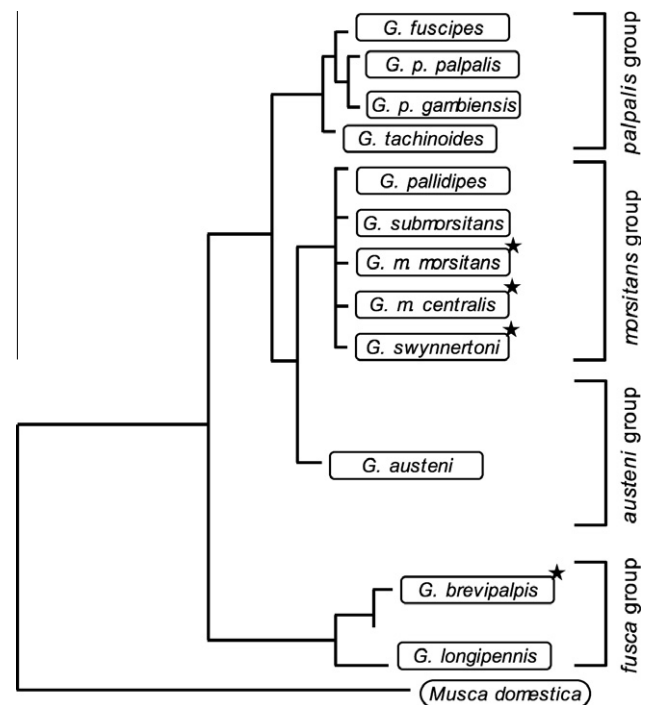 G. fuscipes
G. p. palpalis
G. p. gambiensis
G. tachinoides
palpalis group
G. pallidipes
G. submorsitans
G. m. morsitans
G. m. centralis
G. swynnertoni
morsitans group
G. austeni
austeni group
G. brevipalpis
G. longipennis
fusca group
Musca domestica